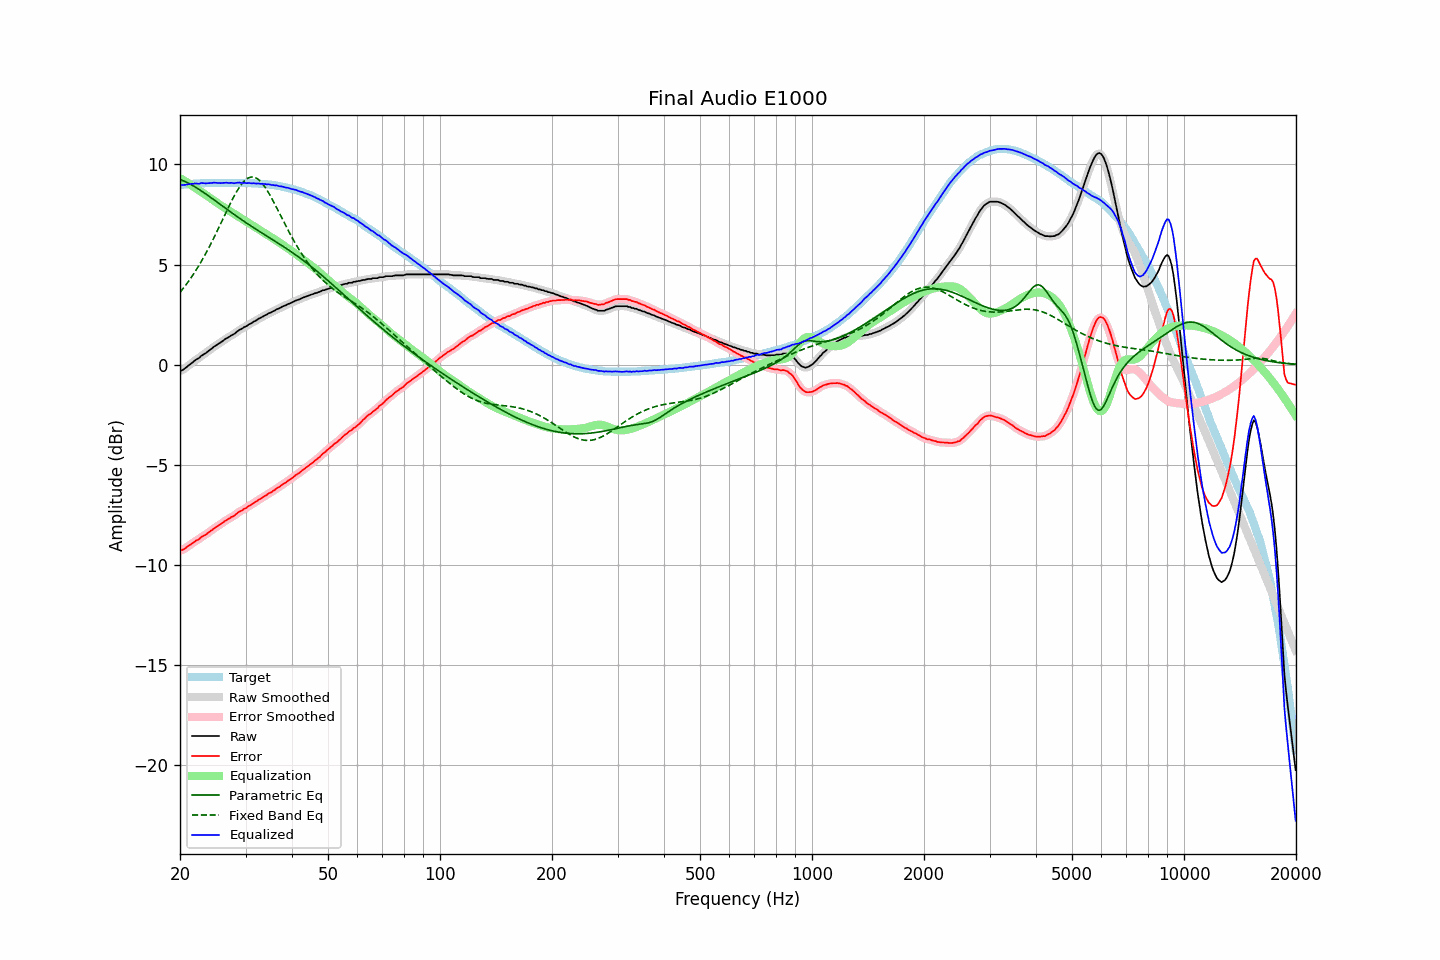 Final Audio E1000
10
5
0
−5
−10
−15
−20
Amplitude (dBr)
Target
Raw Smoothed
Error Smoothed
Raw
Error
Equalization
Parametric Eq
Fixed Band Eq
Equalized
20 50 100 200 500 1000 2000 5000 10000 20000
Frequency (Hz)